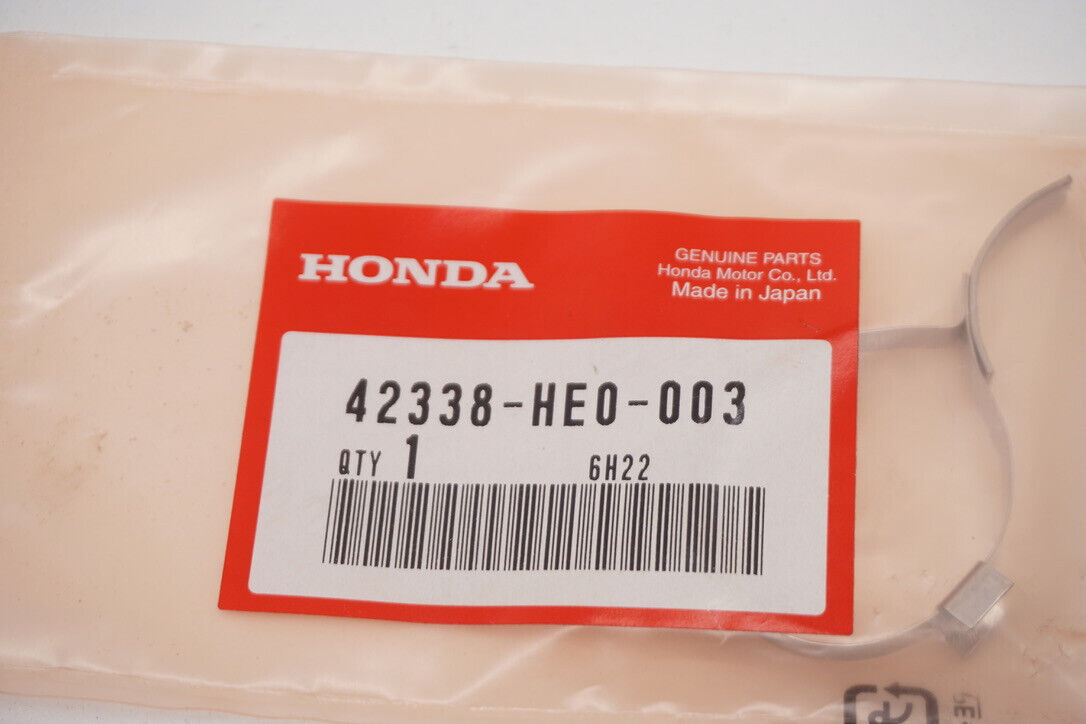 HONDA
GENUINE PARTS
Honda Motor Co., Ltd.
Made in Japan
42338-HE0-003
QTY 1 6H22